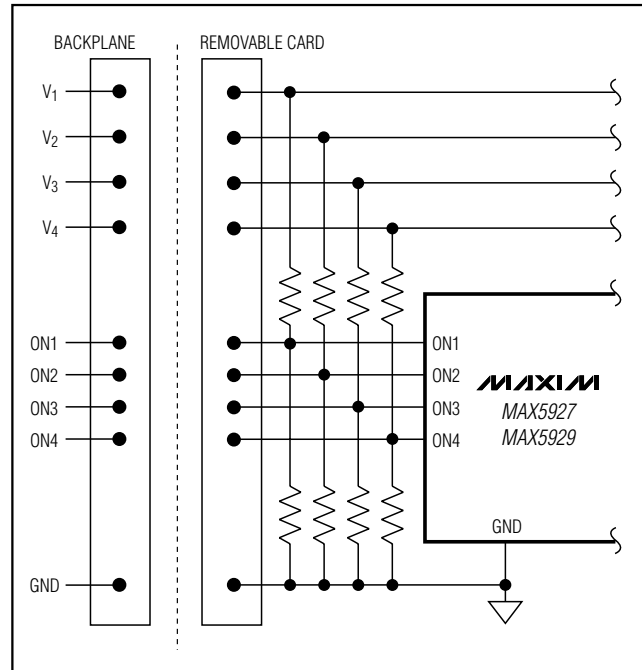 BACKPLANE
REMOVABLE CARD
V1
V2
V3
V4
ON1
ON2
ON3
ON4
GND
ON1
ON2
ON3
ON4
MAXIM
MAX5927
MAX5929
GND